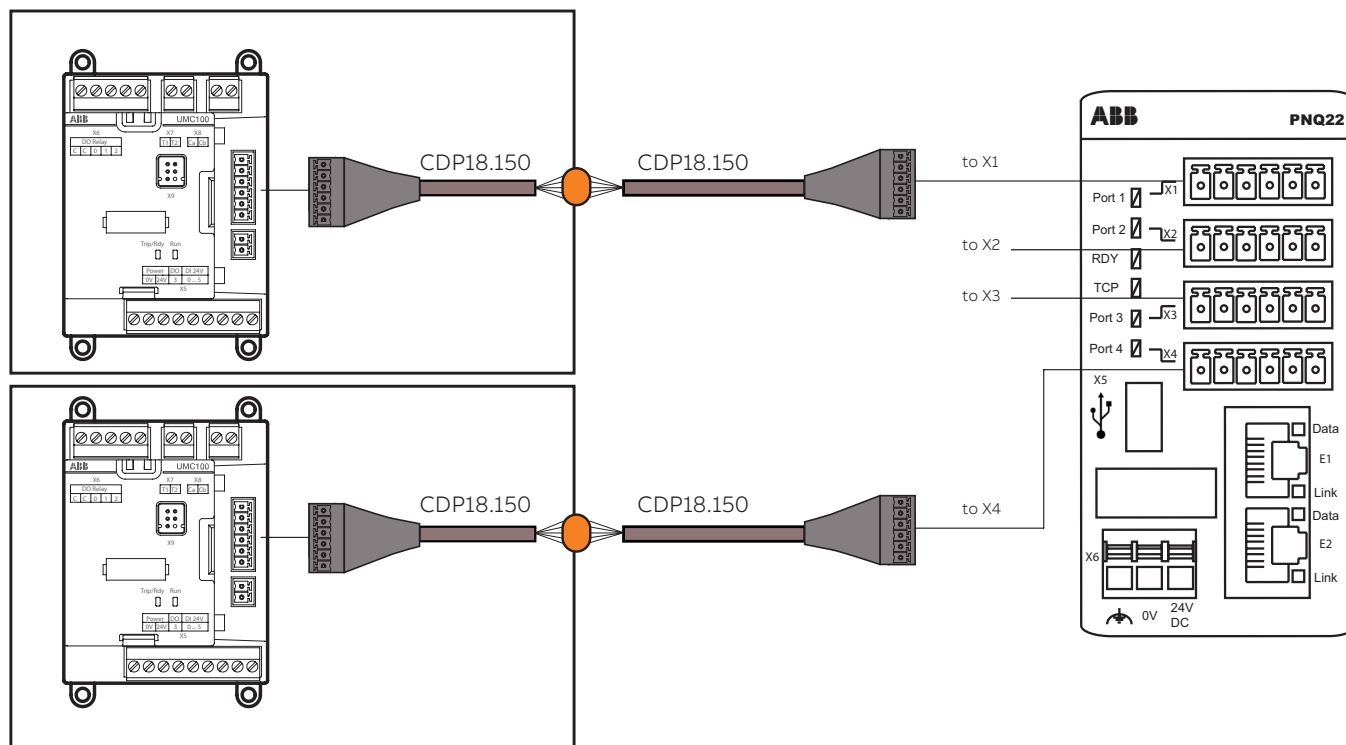 ABB UMC100
X6 X7 X8
DO Relay T1 T2 Ca Cb
C C 0 1 2
X9
Trip/Rdy Run
Power DO DI 24V
0V 24V 3 0 ... 5
X5
CDP18.150
CDP18.150
to X1
to X2
to X3
ABB UMC100
X6 X7 X8
DO Relay T1 T2 Ca Cb
C C 0 1 2
X9
Trip/Rdy Run
Power DO DI 24V
0V 24V 3 0 ... 5
X5
CDP18.150
CDP18.150
to X4
ABB PNQ22
Port 1 X1
Port 2 X2
RDY
TCP
Port 3 X3
Port 4 X4
X5
Data
E1
Link
Data
E2
Link
X6
0V 24V
DC